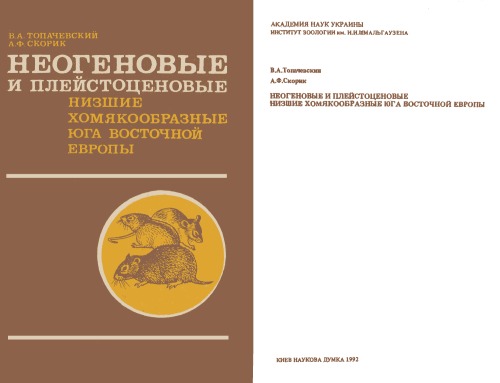 В.А. ТОПАЧЕВСКИЙ
А.Ф. СКОРИК
НЕОГЕНОВЫЕ
И ПЛЕЙСТОЦЕНОВЫЕ
НИЗШИЕ
ХОМЯКООБРАЗНЫЕ
ЮГА ВОСТОЧНОЙ
ЕВРОПЫ
АКАДЕМИЯ НАУК УКРАИНЫ
ИНСТИТУТ ЗООЛОГИИ им. И.И.ШМАЛЬГАУЗЕНА
В.А.Топачевский
А.Ф.Скорик
НЕОГЕНОВЫЕ И ПЛЕЙСТОЦЕНОВЫЕ
НИЗШИЕ ХОМЯКООБРАЗНЫЕ ЮГА ВОСТОЧНОЙ ЕВРОПЫ
КИЕВ НАУКОВА ДУМКА 1992